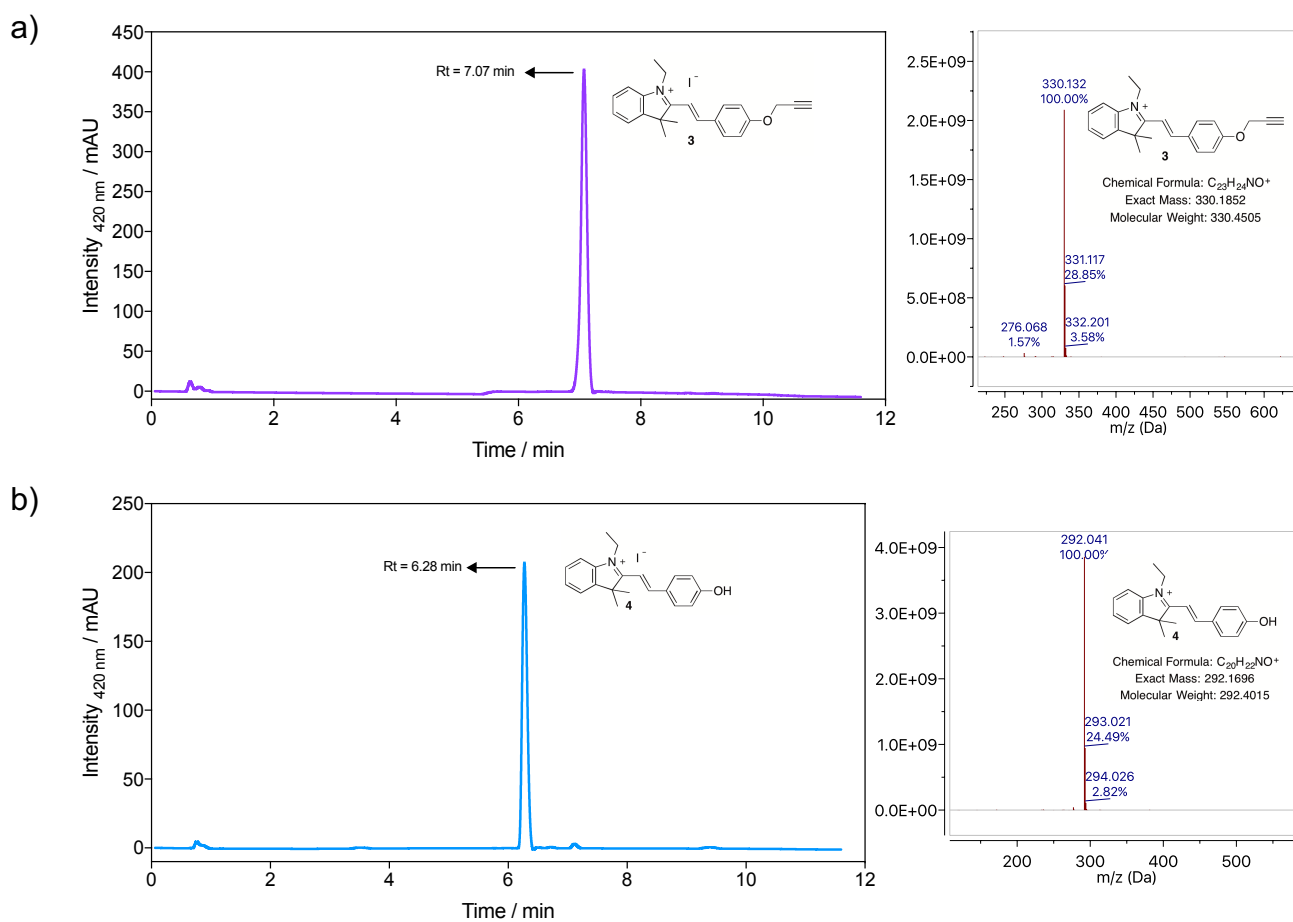 a)
450
400
350
300
250
200
150
100
50
0
Intensity 420 nm / mAU
Rt = 7.07 min
N
+
I⁻
O
3
0
2
4
6
8
10
12
Time / min
2.5E+09
2.0E+09
1.5E+09
1.0E+09
5.0E+08
0.0E+00
330.132
100.00%
N
+
O
3
Chemical Formula: C₂₃H₂₄NO⁺
Exact Mass: 330.1852
Molecular Weight: 330.4505
331.117
28.85%
332.201
3.58%
276.068
1.57%
250 300 350 400 450 500 550 600
m/z (Da)
b)
250
200
150
100
50
0
Intensity 420 nm / mAU
Rt = 6.28 min
N
+
I⁻
OH
4
0
2
4
6
8
10
12
Time / min
4.0E+09
3.0E+09
2.0E+09
1.0E+09
0.0E+00
292.041
100.00%
N
+
OH
4
Chemical Formula: C₂₀H₂₂NO⁺
Exact Mass: 292.1696
Molecular Weight: 292.4015
293.021
24.49%
294.026
2.82%
200 300 400 500
m/z (Da)